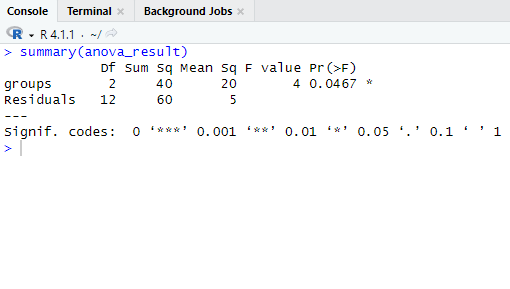 Console Terminal Background Jobs
R 4.1.1 · ~/
> summary(anova_result)
            Df Sum Sq Mean Sq F value Pr(>F)
groups       2     40      20       4 0.0467 *
Residuals   12     60       5
---
Signif. codes:  0 ‘***’ 0.001 ‘**’ 0.01 ‘*’ 0.05 ‘.’ 0.1 ‘ ’ 1
>